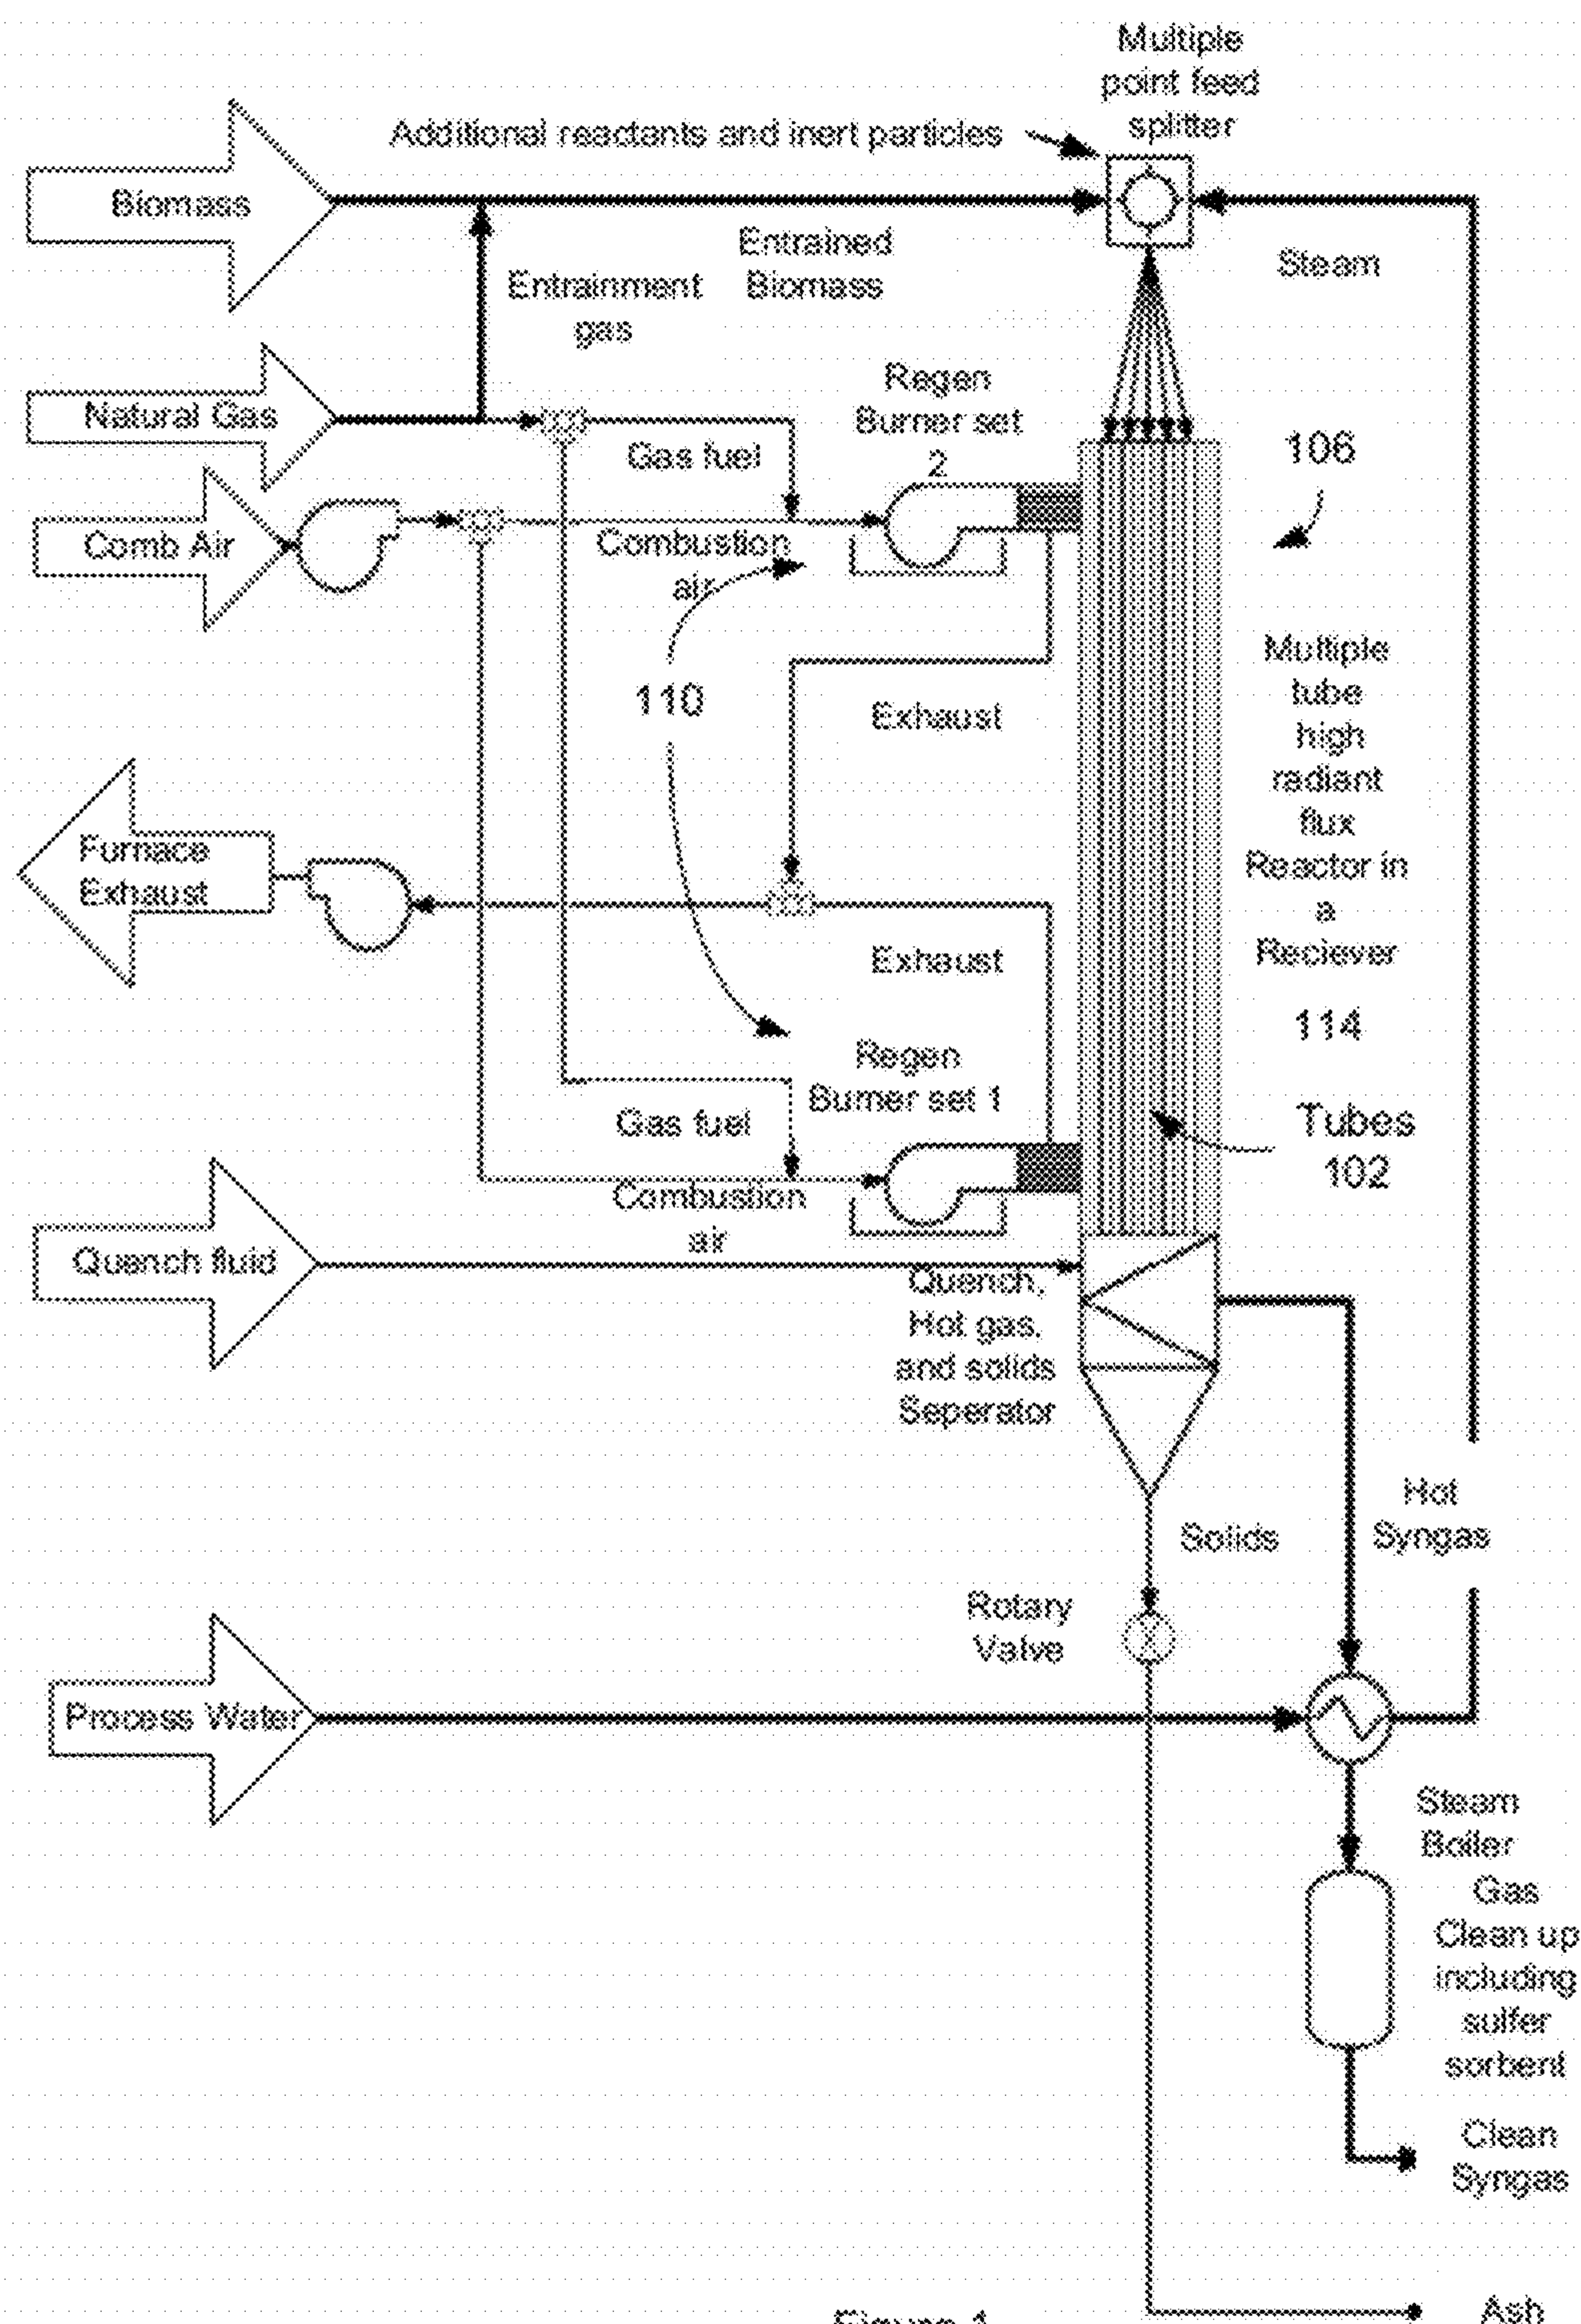 Multiple
point feed
splitter
Additional reactants and inert particles
Biomass
Entrained
Biomass
Steam
Entrainment
gas
Natural Gas
Regen
Burner set
2
106
Gas fuel
Comb Air
Combustion
air
Multiple
tube
high
radiant
flux
Reactor in
a
Reciever
114
110
Exhaust
Furnace
Exhaust
Exhaust
Regen
Burner set 1
Gas fuel
Tubes
102
Combustion
air
Quench fluid
Quench,
Hot gas,
and solids
Seperator
Hot
Syngas
Solids
Rotary
Valve
Process Water
Steam
Boiler
Gas
Clean up
including
sulfer
sorbent
Clean
Syngas
Ash
Figure 1